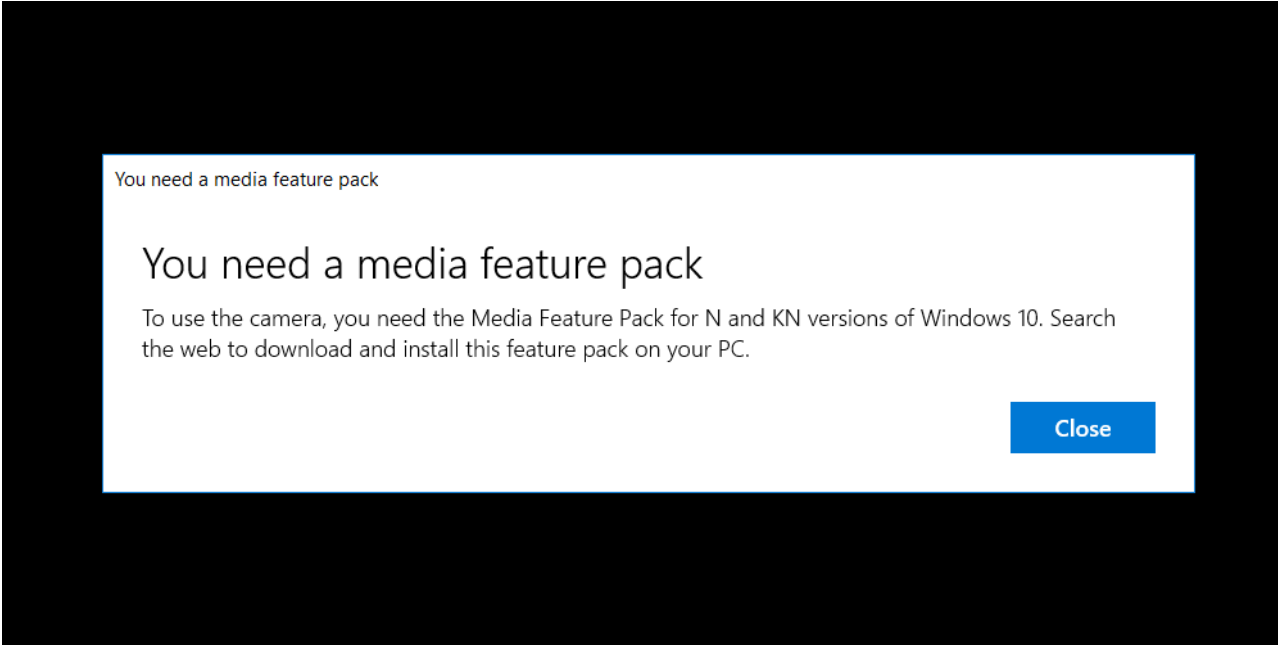 You need a media feature pack
You need a media feature pack
To use the camera, you need the Media Feature Pack for N and KN versions of Windows 10. Search
the web to download and install this feature pack on your PC.
Close